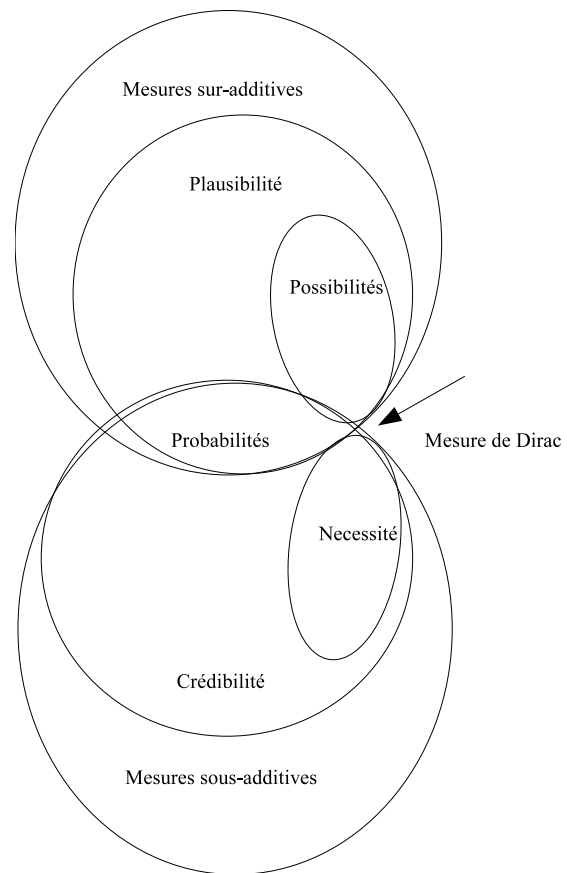 Mesures sur-additives
Plausibilité
Possibilités
Probabilités
Mesure de Dirac
Necessité
Crédibilité
Mesures sous-additives